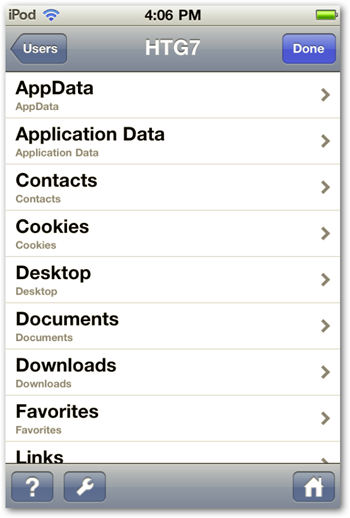 iPod 4:06 PM
Users HTG7 Done
AppData
AppData
Application Data
Application Data
Contacts
Contacts
Cookies
Cookies
Desktop
Desktop
Documents
Documents
Downloads
Downloads
Favorites
Favorites
Links
?